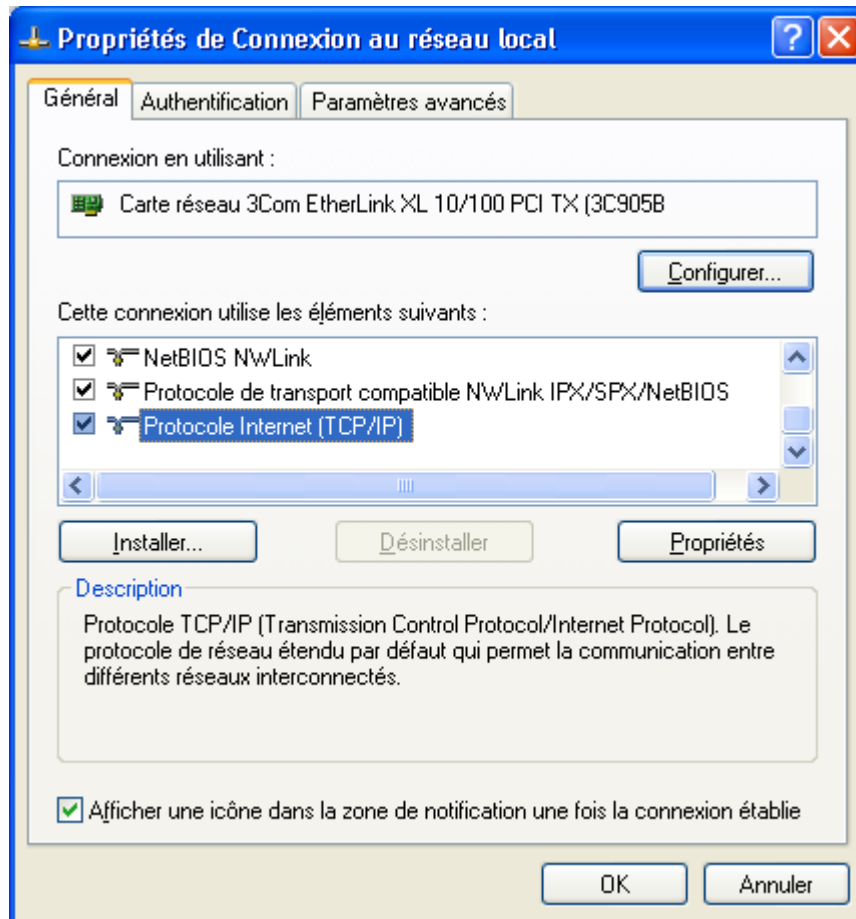 Propriétés de Connexion au réseau local
Général Authentification Paramètres avancés
Connexion en utilisant :
Carte réseau 3Com EtherLink XL 10/100 PCI TX (3C905B
Configurer...
Cette connexion utilise les éléments suivants :
NetBIOS NWLink
Protocole de transport compatible NWLink IPX/SPX/NetBIOS
Protocole Internet (TCP/IP)
Installer... Désinstaller Propriétés
Description
Protocole TCP/IP (Transmission Control Protocol/Internet Protocol). Le
protocole de réseau étendu par défaut qui permet la communication entre
différents réseaux interconnectés.
Afficher une icône dans la zone de notification une fois la connexion établie
OK Annuler